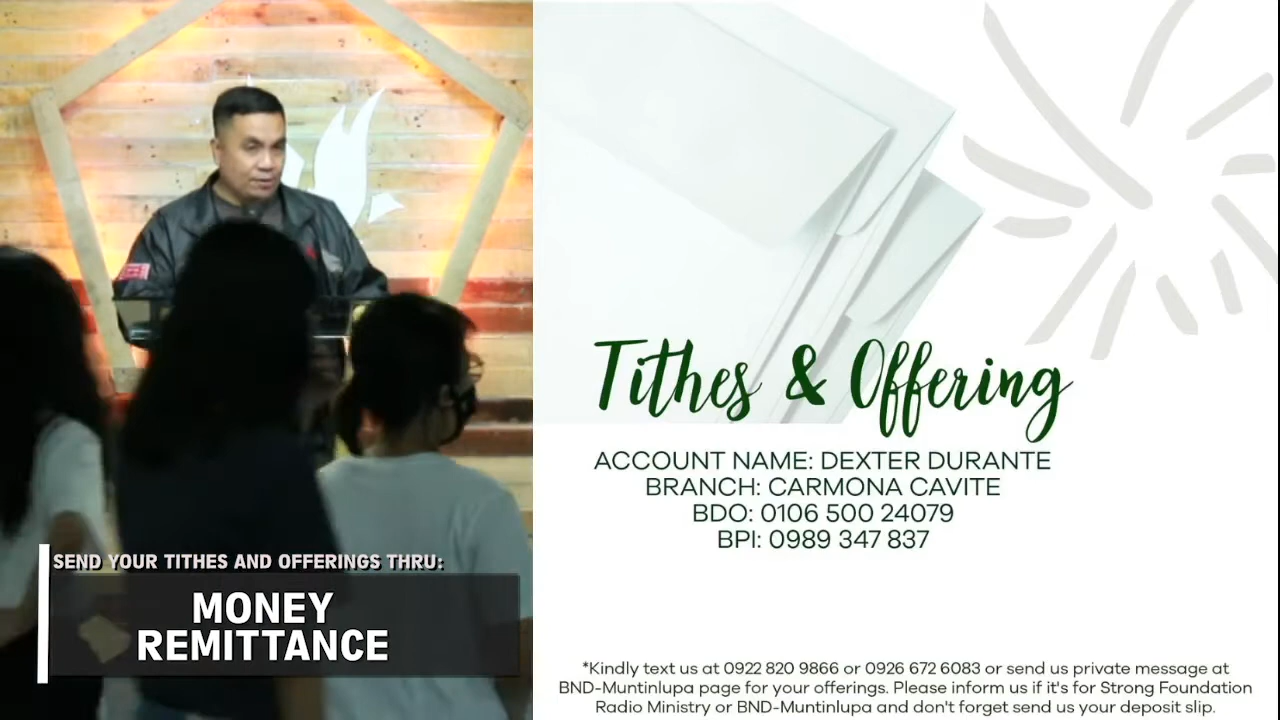 SEND YOUR TITHES AND OFFERINGS THRU:
MONEY
REMITTANCE
Tithes & Offering
ACCOUNT NAME: DEXTER DURANTE
BRANCH: CARMONA CAVITE
BDO: 0106 500 24079
BPI: 0989 347 837
*Kindly text us at 0922 820 9866 or 0926 672 6083 or send us private message at
BND-Muntinlupa page for your offerings. Please inform us if it's for Strong Foundation
Radio Ministry or BND-Muntinlupa and don't forget send us your deposit slip.